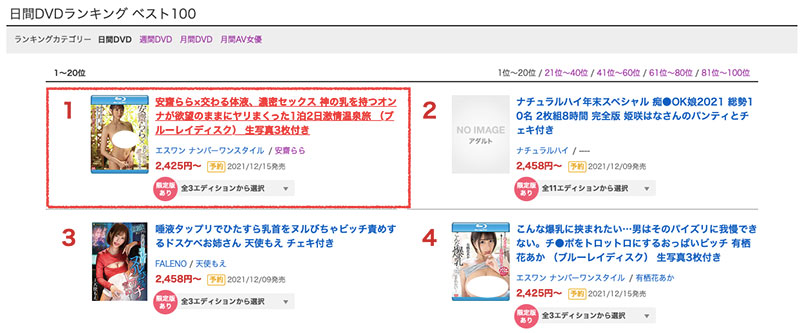 日間DVDランキング ベスト100
ランキングカテゴリー 日間DVD 週間DVD 月間DVD 月間AV女優
1～20位
1位～20位 / 21位～40位 / 41位～60位 / 61位～80位 / 81位～100位
1
安齋らら×交わる体液、濃密セックス 神の乳を持つオン
ナが欲望のままにヤリまくった1泊2日激情温泉旅 （ブ
ルーレイディスク） 生写真3枚付き
エスワン ナンバーワンスタイル / 安齋らら
2,425円～ 予約 2021/12/15発売
限定版
あり
全3エディションから選択
2
NO IMAGE
アダルト
ナチュラルハイ年末スペシャル 痴●OK娘2021 総勢1
0名 2枚組8時間 完全版 姫咲はなさんのパンティとチ
ェキ付き
ナチュラルハイ / ----
2,458円～ 予約 2021/12/09発売
限定版
あり
全11エディションから選択
3
唾液タップリでひたすら乳首をヌルぴちゃビッチ責めす
るドスケベお姉さん 天使もえ チェキ付き
FALENO / 天使もえ
2,458円～ 予約 2021/12/09発売
限定版
あり
全3エディションから選択
4
こんな爆乳に挟まれたい…男はそのパイズリに我慢でき
ない。チ●ポをトロットロにするおっぱいビッチ 有栖
花あか （ブルーレイディスク） 生写真3枚付き
エスワン ナンバーワンスタイル / 有栖花あか
2,425円～ 予約 2021/12/15発売
限定版
あり
全3エディションから選択